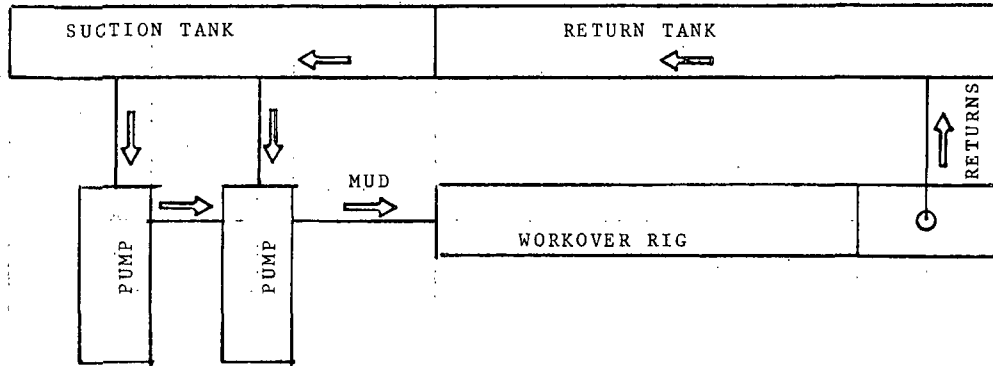 SUCTION TANK
RETURN TANK
RETURNS
MUD
WORKOVER RIG
PUMP
PUMP